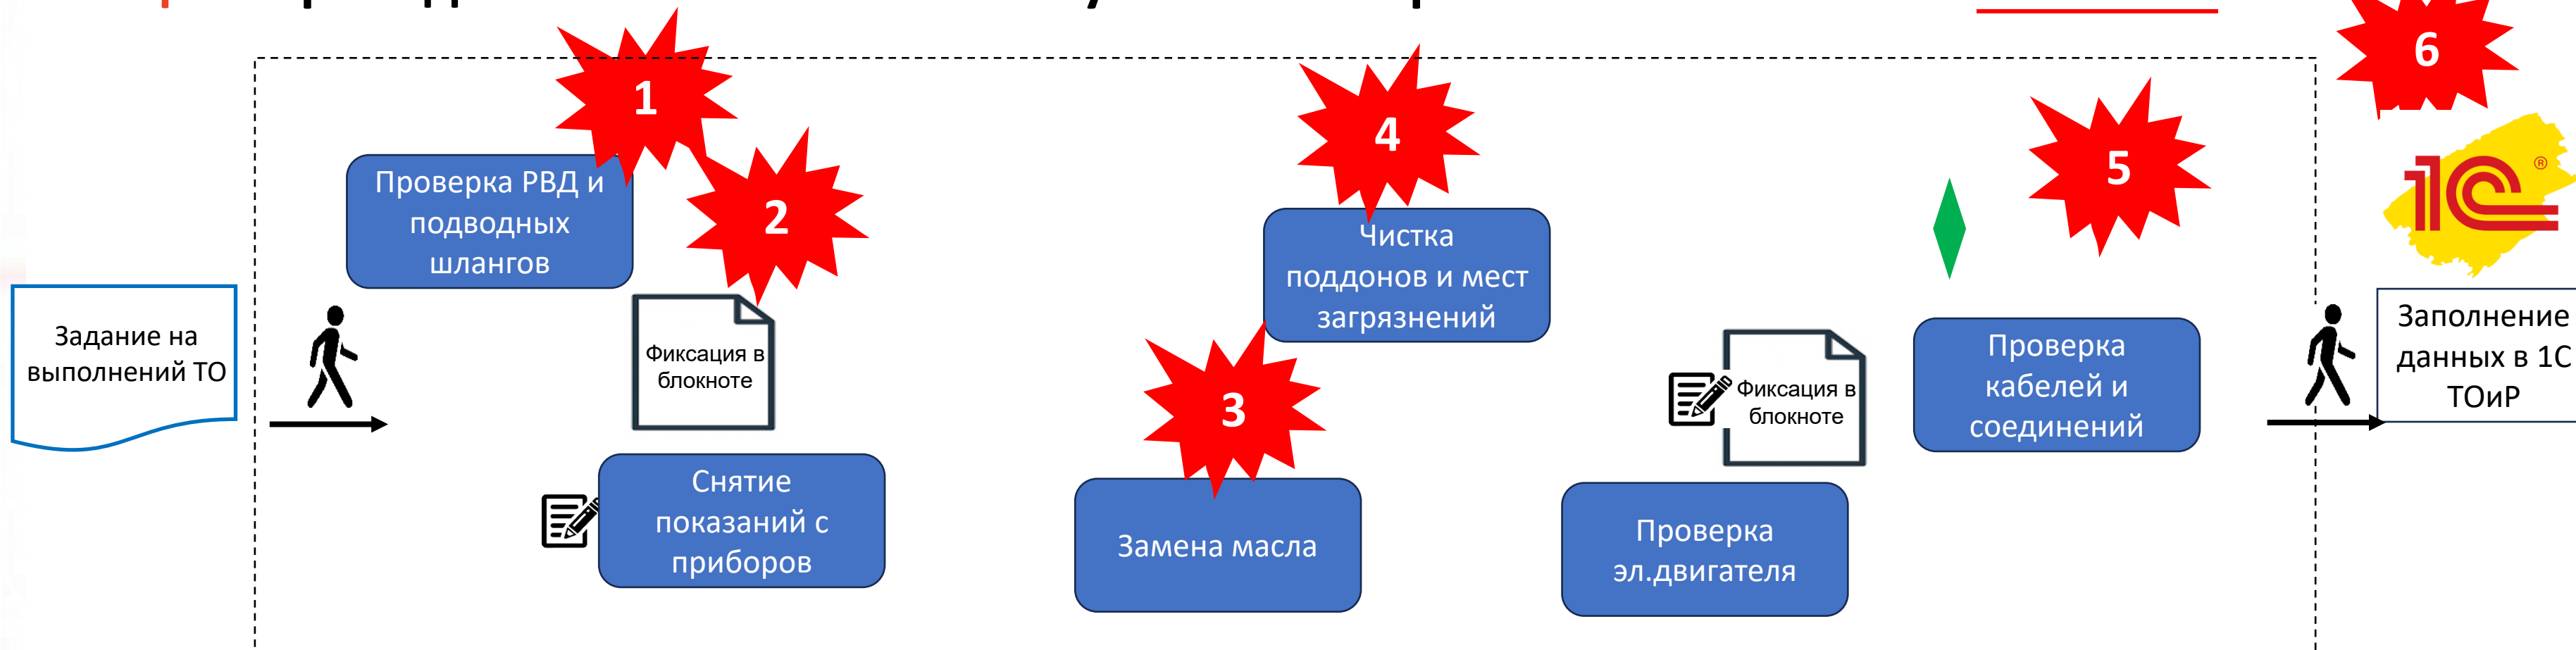 1
2
3
4
5
6
Проверка РВД и
подводных
шлангов
Задание на
выполнений ТО
Фиксация в
блокноте
Снятие
показаний с
приборов
Замена масла
Чистка
поддонов и мест
загрязнений
Фиксация в
блокноте
Проверка
эл.двигателя
Проверка
кабелей и
соединений
1С®
Заполнение
данных в 1С
ТОиР